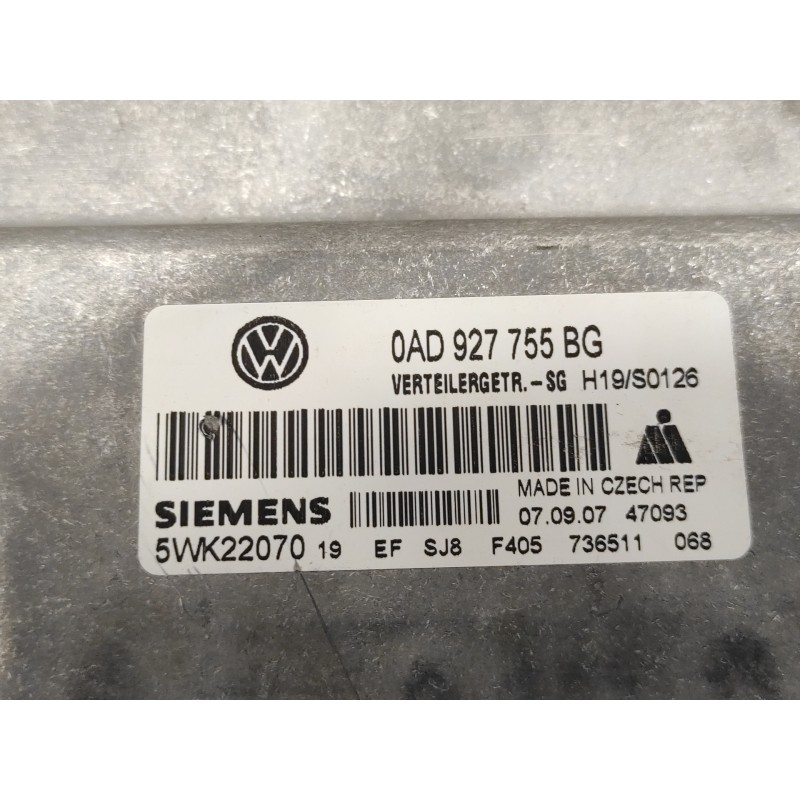 0AD 927 755 BG
VERTEILERGETR.-SG H19/S0126
SIEMENS
MADE IN CZECH REP
07.09.07 47093
5WK22070 19 EF SJ8 F405 736511 068